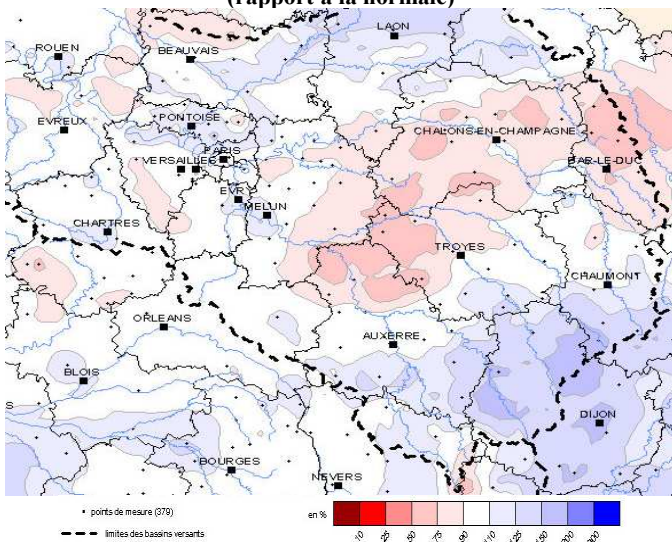 (rapport à la normale)
LAON
ROUEN
BEAUVAIS
EVREUX
PONTOISE
CHALONS-EN-CHAMPAGNE
PARIS
VERSAILLES
BAR-LE-DUC
EVRY
MELUN
CHARTRES
TROYES
CHAUMONT
ORLEANS
AUXERRE
BLOIS
S
DIJON
BOURGES
NEVERS
points de mesure (379)
limites des bassins versants
en %
10 25 50 75 90 110 125 150 200